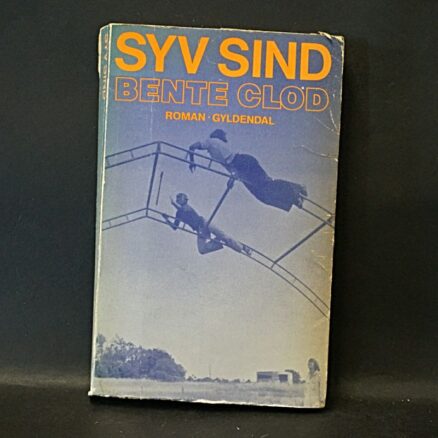 SYV SIND
BENTE CLOD
ROMAN · GYLDENDAL